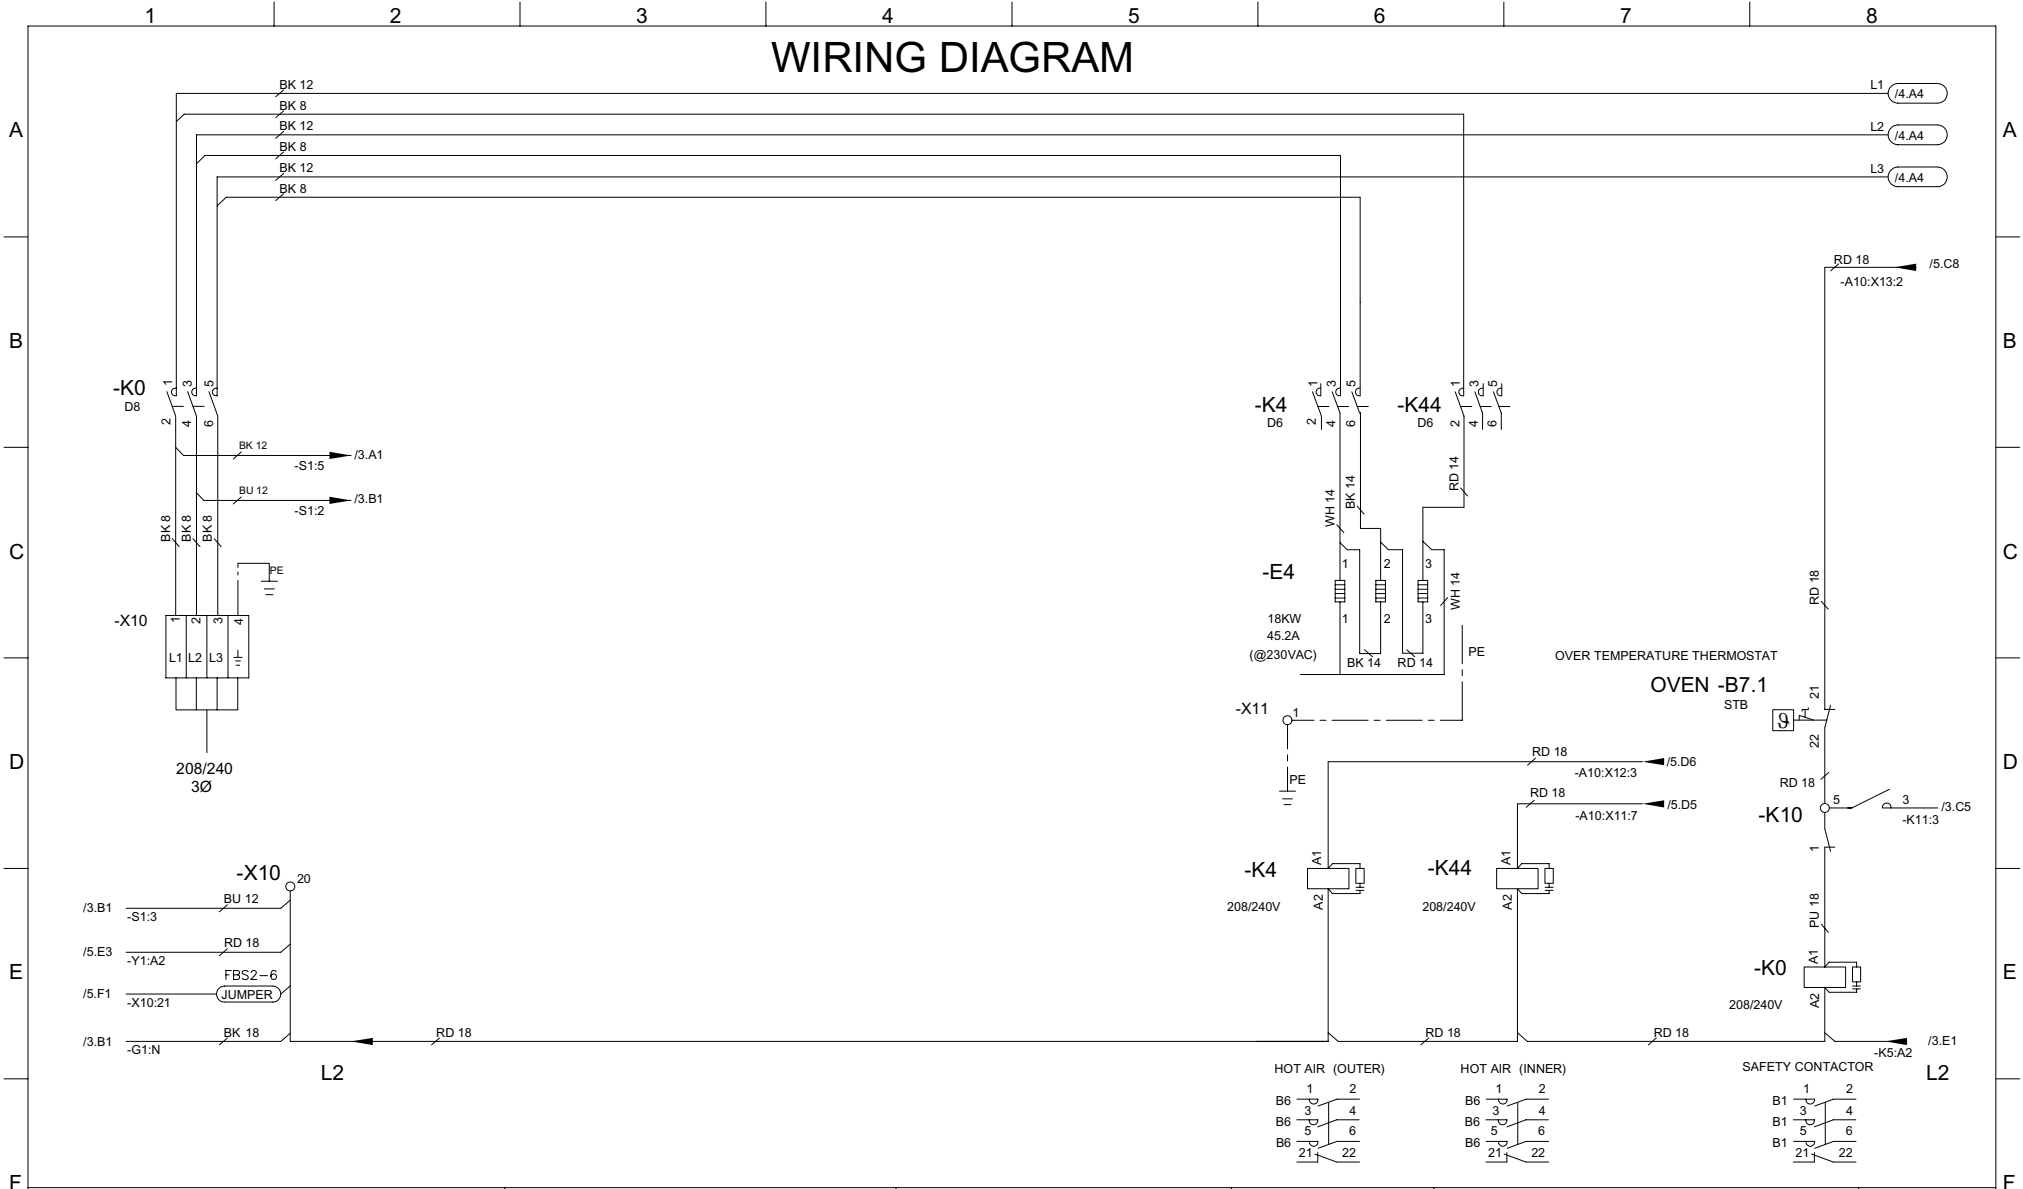 1 2 3 4 5 6 7 8
WIRING DIAGRAM
A
BK 12
BK 8
BK 12
BK 8
BK 12
BK 8
L1 /4.A4
L2 /4.A4
L3 /4.A4
A
RD 18 /5.C8
-A10:X13:2
B
B
-K0
D8
1 3 5
2 4 6
-K4
D6
1 3 5
2 4 6
-K44
D6
1 3 5
2 4 6
BK 12 /3.A1
-S1:5
BU 12 /3.B1
-S1:2
BK 8 BK 8 BK 8
WH 14 BK 14 RD 14
C
C
PE
-E4
1 2 3
18KW
45.2A
(@230VAC)
1 2 3
WH 14
RD 18
-X10
1 2 3 4
L1 L2 L3
BK 14 RD 14
PE
OVER TEMPERATURE THERMOSTAT
OVEN -B7.1
STB
21
ϑ
22
-X11 1
PE
D
208/240
3Ø
RD 18 /5.D6
-A10:X12:3
RD 18 /5.D5
-A10:X11:7
RD 18
D
-K10
5 3 /3.C5
-K11:3
1
-X10 20
-K4
208/240V
A1
A2
-K44
208/240V
A1
A2
/3.B1 BU 12
-S1:3
/5.E3 RD 18
-Y1:A2
PU 18
E
FBS2-6
/5.F1 JUMPER
-X10:21
-K0
208/240V
A1
A2
E
/3.B1 BK 18
-G1:N
RD 18 RD 18 RD 18 /3.E1
-K5:A2
L2
L2
HOT AIR (OUTER)
B6 1 2
B6 3 4
B6 5 6
21 22
HOT AIR (INNER)
B6 1 2
B6 3 4
B6 5 6
21 22
SAFETY CONTACTOR
B1 1 2
B1 3 4
B1 5 6
21 22
F
F